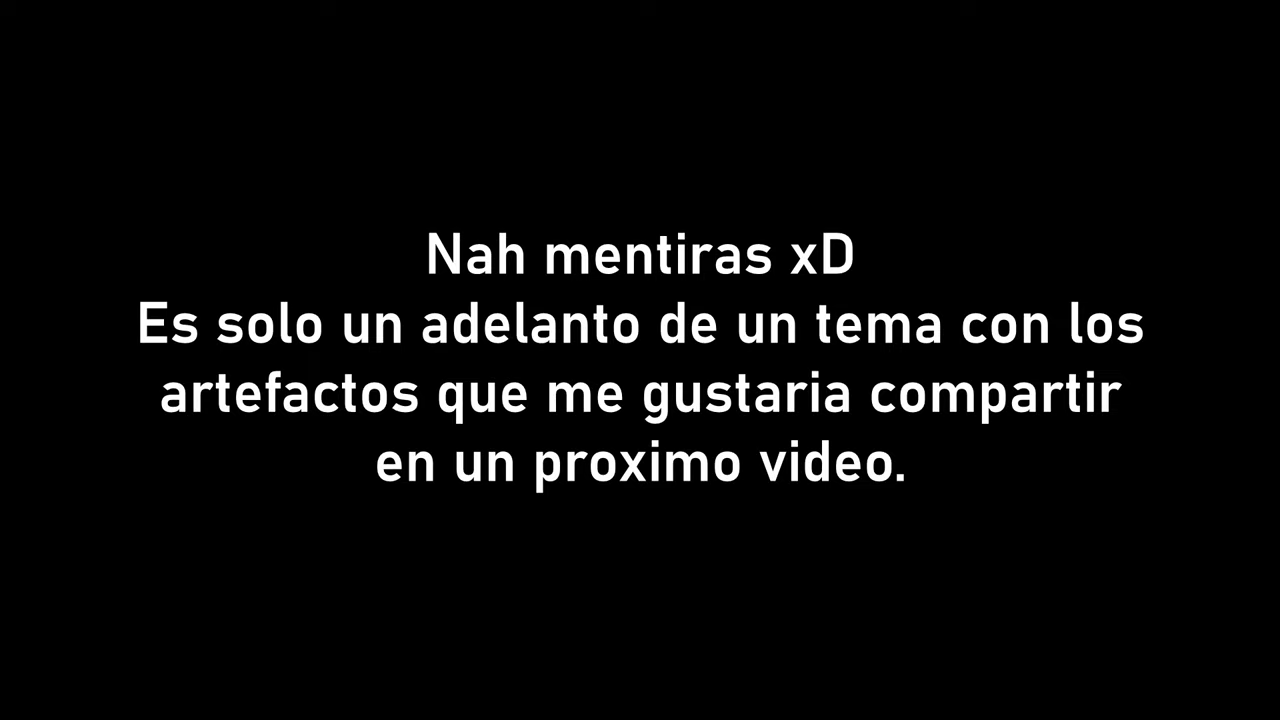 Nah mentiras xD
Es solo un adelanto de un tema con los
artefactos que me gustaria compartir
en un proximo video.